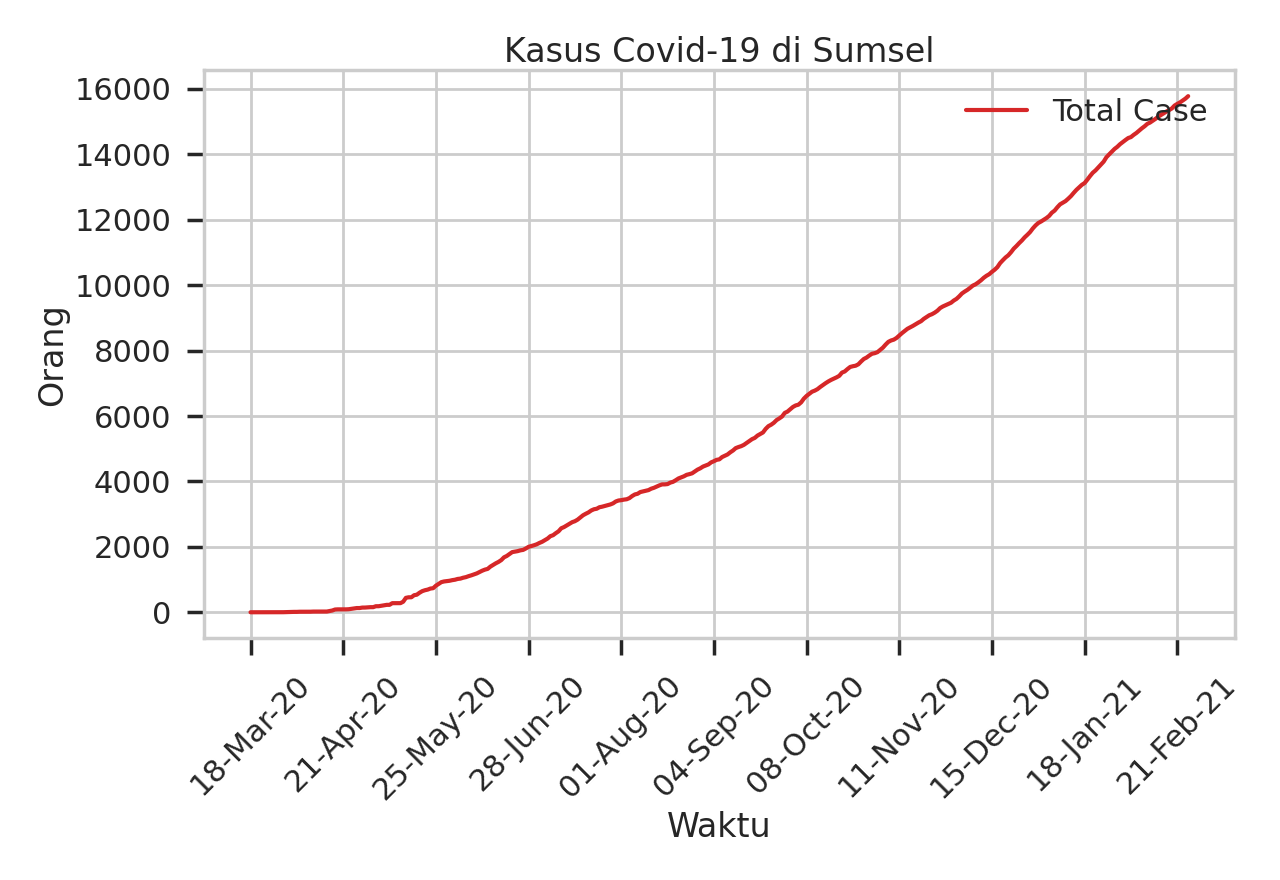 Kasus Covid-19 di Sumsel
Total Case
16000
14000
12000
10000
8000
6000
4000
2000
0
Orang
18-Mar-20
21-Apr-20
25-May-20
28-Jun-20
01-Aug-20
04-Sep-20
08-Oct-20
11-Nov-20
15-Dec-20
18-Jan-21
21-Feb-21
Waktu